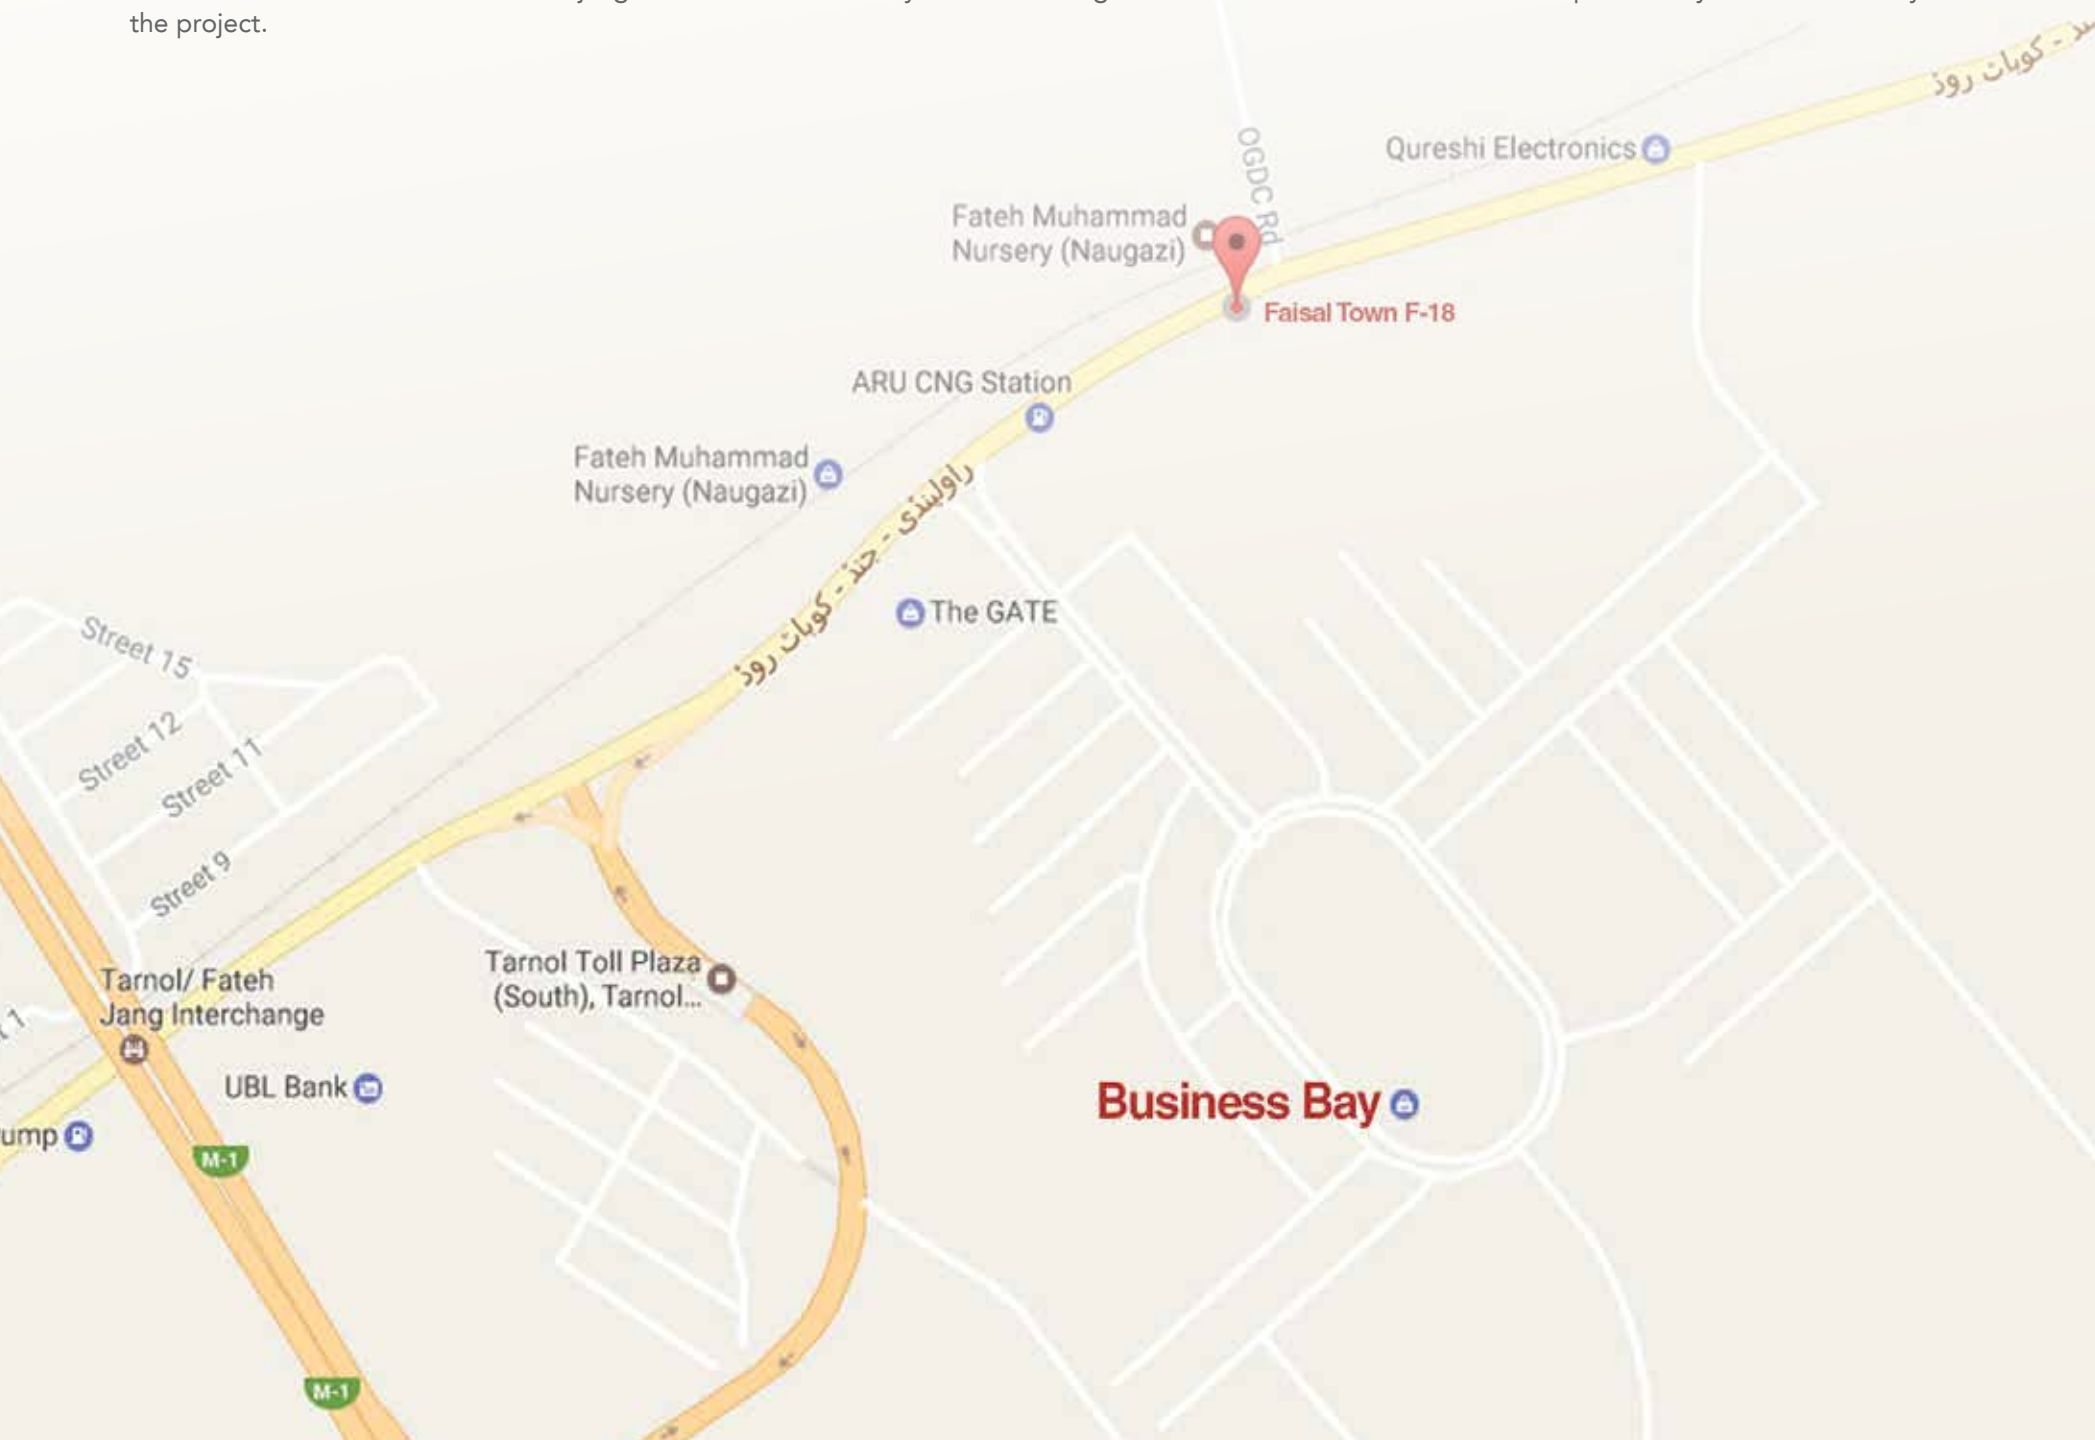 the project.
کوہاٹ روڈ
OGDC Rd
Qureshi Electronics
Fateh Muhammad
Nursery (Naugazi)
Faisal Town F-18
ARU CNG Station
Fateh Muhammad
Nursery (Naugazi)
راولپنڈی - جنڈ - کوہاٹ روڈ
The GATE
Street 15
Street 12
Street 11
Street 9
Tarnol Toll Plaza
(South), Tarnol...
Tarnol/ Fateh
Jang Interchange
UBL Bank
Business Bay
ump
M-1
M-1